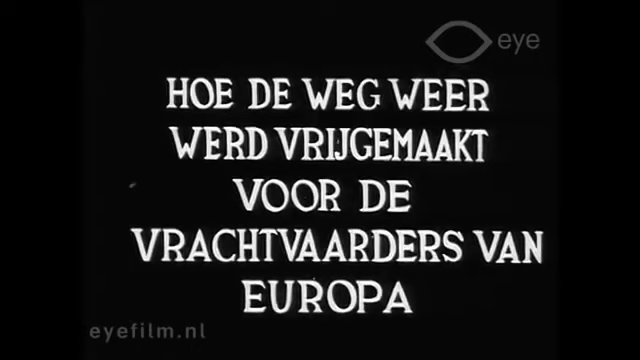 eye
HOE DE WEG WEER
WERD VRIJGEMAAKT
VOOR DE
VRACHTVAARDERS VAN
EUROPA
eyefilm.nl